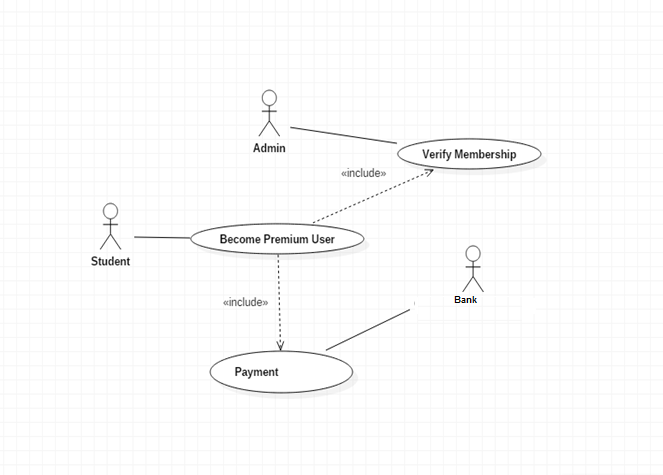 Admin
Verify Membership
«include»
Become Premium User
Student
Bank
«include»
Payment